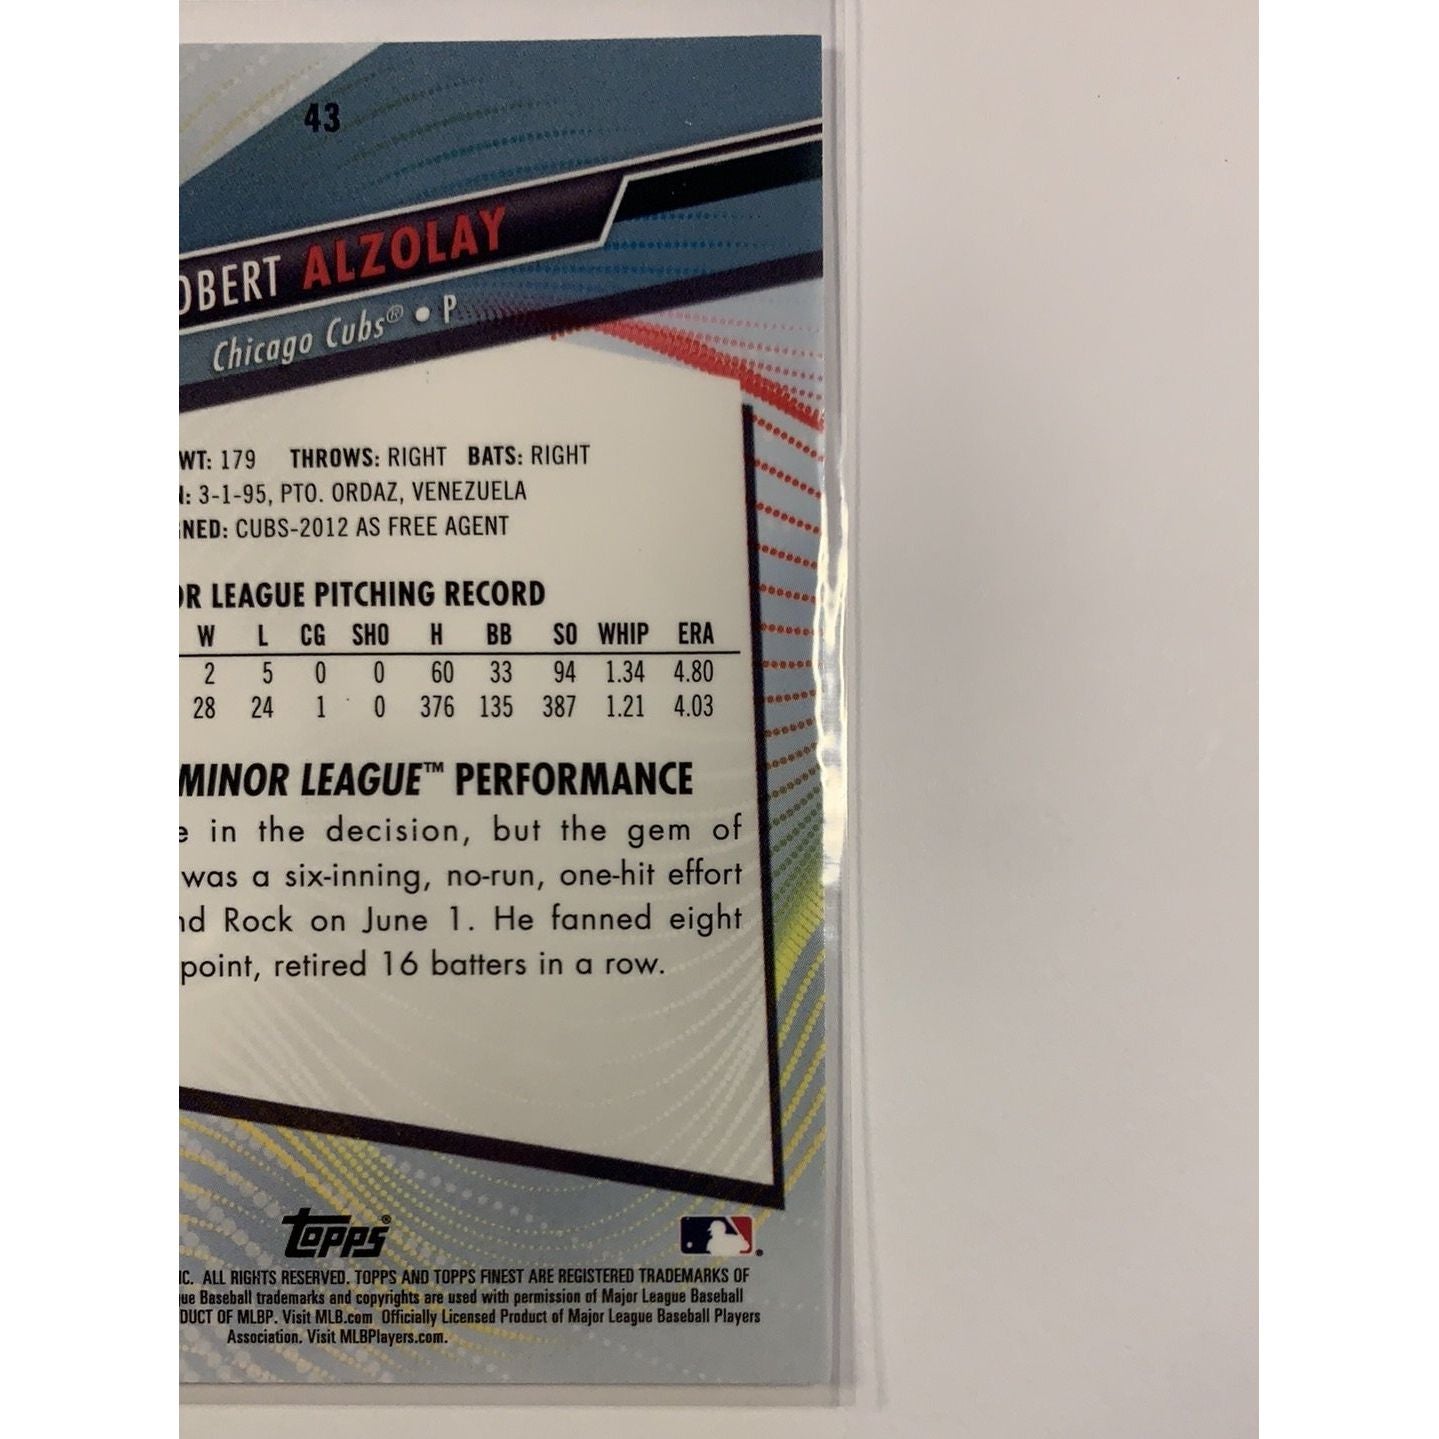 43
OBERT ALZOLAY
Chicago Cubs® • P
WT: 179 THROWS: RIGHT BATS: RIGHT
: 3-1-95, PTO. ORDAZ, VENEZUELA
NED: CUBS-2012 AS FREE AGENT
OR LEAGUE PITCHING RECORD
W L CG SHO H BB SO WHIP ERA
2 5 0 0 60 33 94 1.34 4.80
28 24 1 0 376 135 387 1.21 4.03
MINOR LEAGUE™ PERFORMANCE
e in the decision, but the gem of
was a six-inning, no-run, one-hit effort
nd Rock on June 1. He fanned eight
point, retired 16 batters in a row.
Topps®
IC. ALL RIGHTS RESERVED. TOPPS AND TOPPS FINEST ARE REGISTERED TRADEMARKS OF
ue Baseball trademarks and copyrights are used with permission of Major League Baseball
DUCT OF MLBP. Visit MLB.com Officially Licensed Product of Major League Baseball Players
Association. Visit MLBPlayers.com.